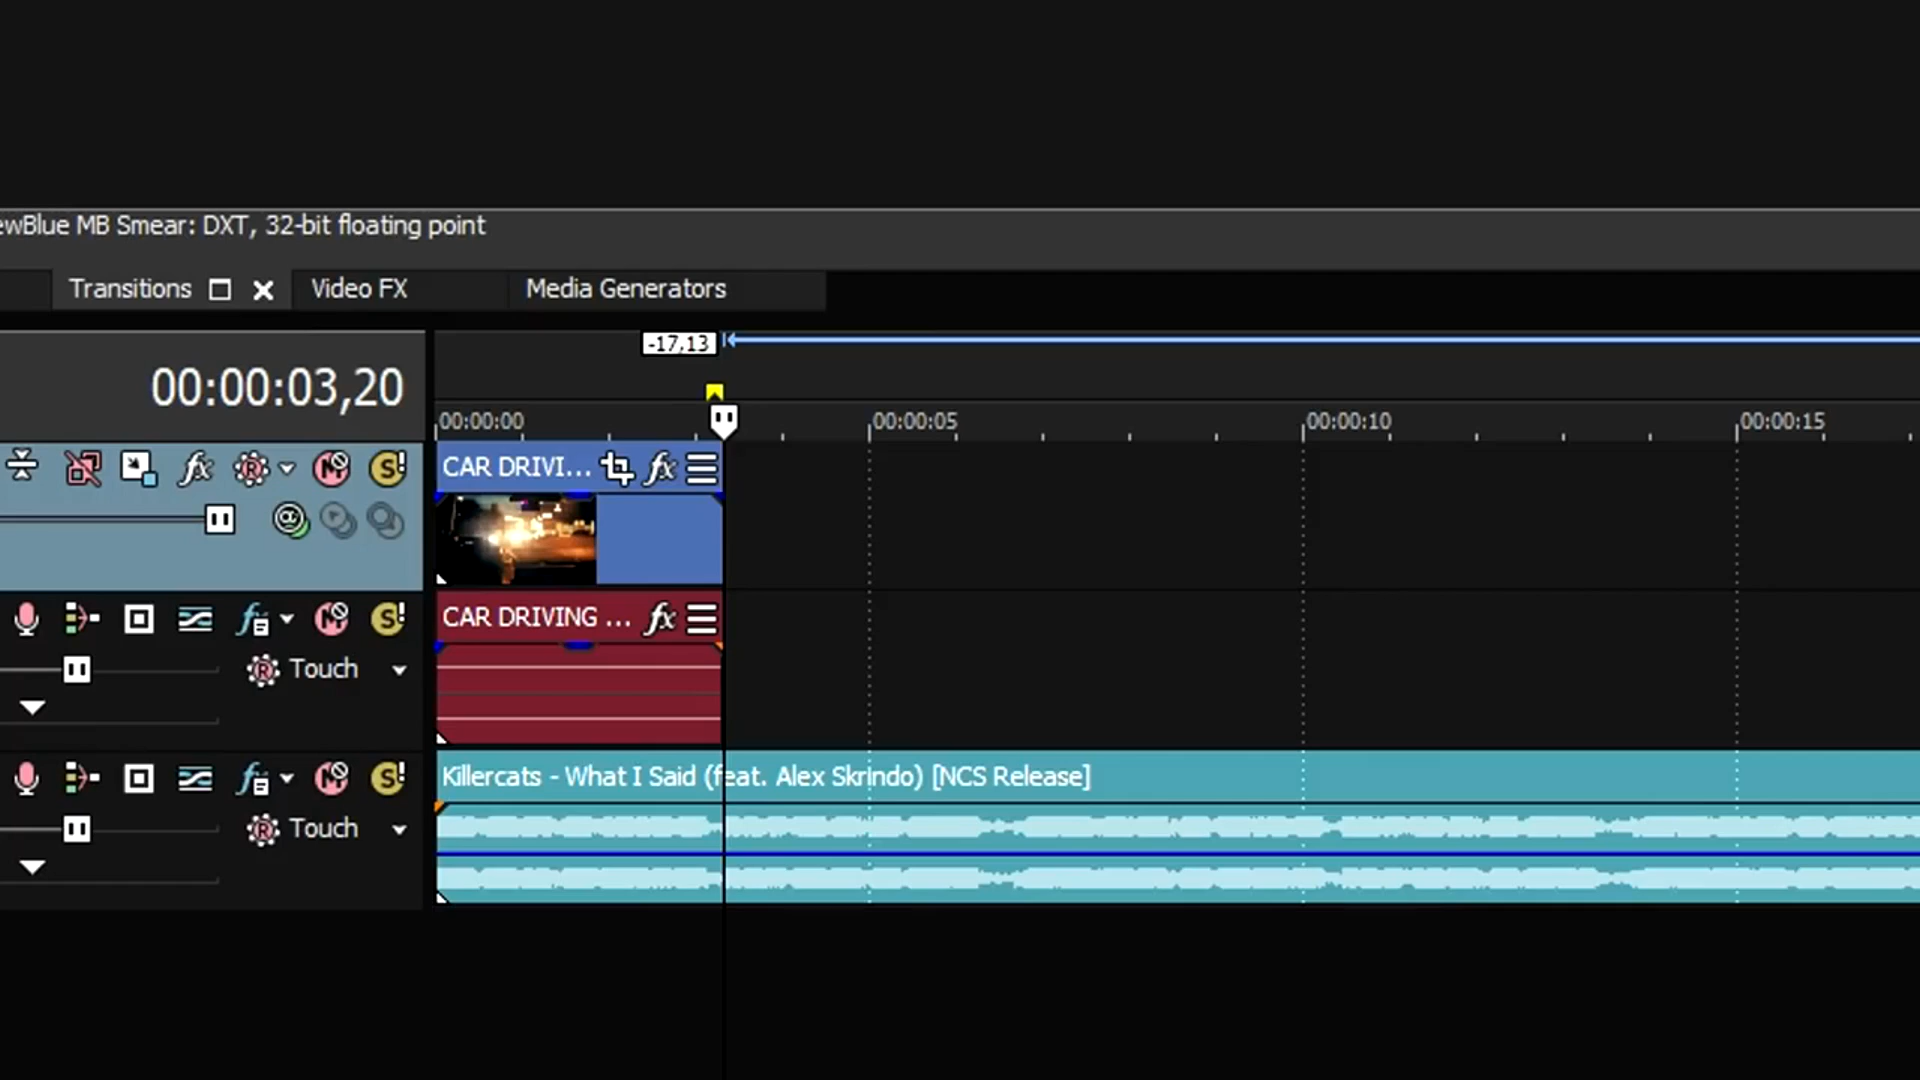 ewBlue MB Smear: DXT, 32-bit floating point
Transitions Video FX Media Generators
-17,13
00:00:03,20
00:00:00 00:00:05 00:00:10 00:00:15
CAR DRIVI...
CAR DRIVING ...
Touch
Killercats - What I Said (feat. Alex Skrindo) [NCS Release]
Touch